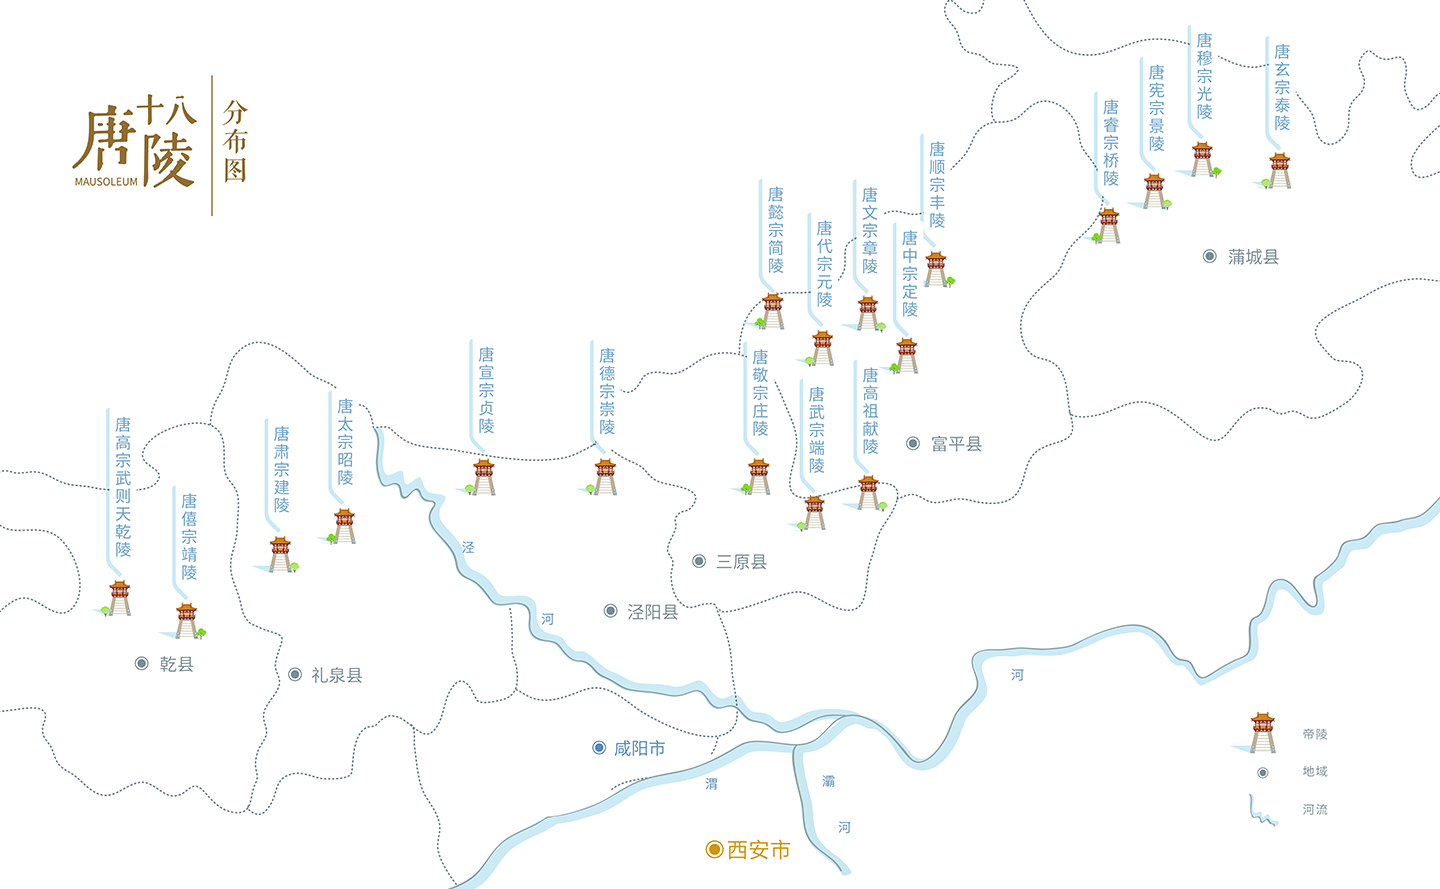 唐十八陵
MAUSOLEUM
分布图
唐高宗武则天乾陵
唐僖宗靖陵
唐肃宗建陵
唐太宗昭陵
唐宣宗贞陵
唐德宗崇陵
唐敬宗庄陵
唐武宗端陵
唐高祖献陵
唐懿宗简陵
唐代宗元陵
唐文宗章陵
唐中宗定陵
唐顺宗丰陵
唐睿宗桥陵
唐宪宗景陵
唐穆宗光陵
唐玄宗泰陵
蒲城县
富平县
三原县
泾阳县
乾县
礼泉县
咸阳市
西安市
泾河
渭河
灞河
帝陵
地域
河流